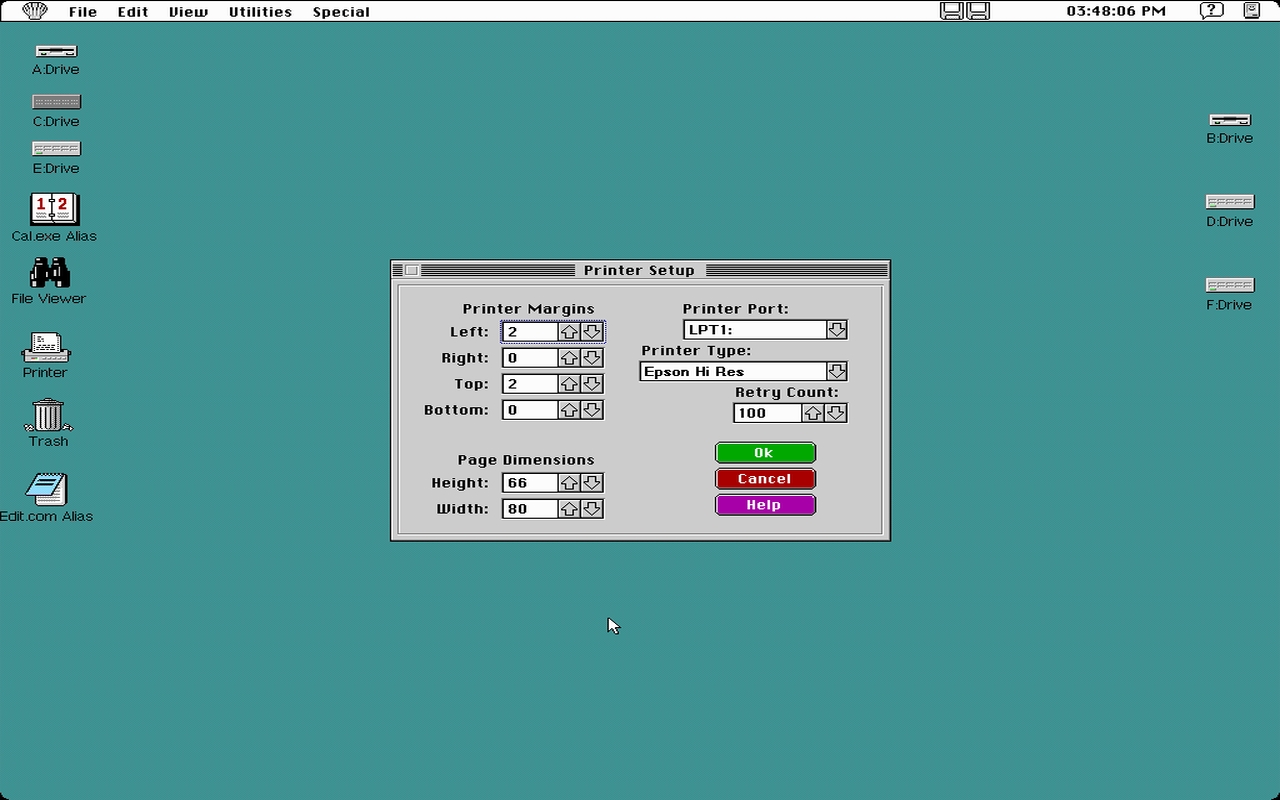 File Edit View Utilities Special 03:48:06 PM ?
A:Drive
C:Drive
E:Drive
1 2
Cal.exe Alias
File Viewer
Printer
Trash
Edit.com Alias
B:Drive
D:Drive
F:Drive
Printer Setup
Printer Margins
Left: 2
Right: 0
Top: 2
Bottom: 0
Page Dimensions
Height: 66
Width: 80
Printer Port:
LPT1:
Printer Type:
Epson Hi Res
Retry Count:
100
Ok
Cancel
Help